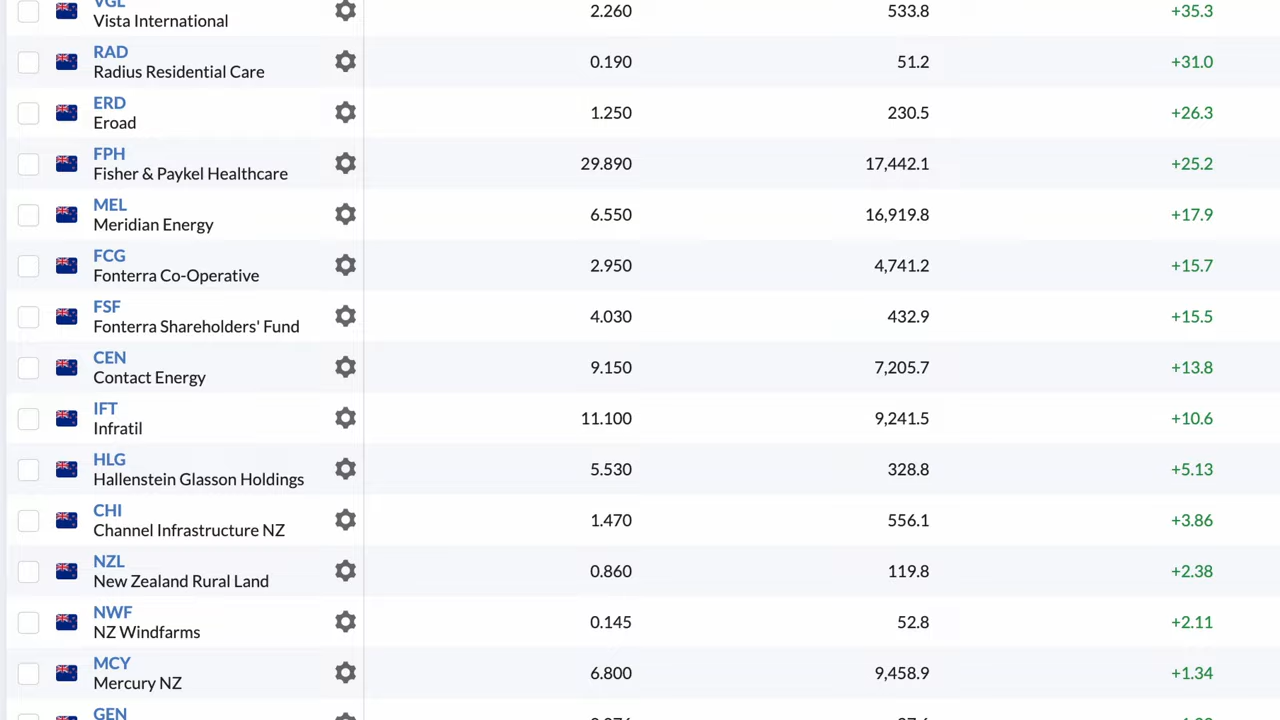 VGL
Vista International 2.260 533.8 +35.3
RAD
Radius Residential Care 0.190 51.2 +31.0
ERD
Eroad 1.250 230.5 +26.3
FPH
Fisher & Paykel Healthcare 29.890 17,442.1 +25.2
MEL
Meridian Energy 6.550 16,919.8 +17.9
FCG
Fonterra Co-Operative 2.950 4,741.2 +15.7
FSF
Fonterra Shareholders' Fund 4.030 432.9 +15.5
CEN
Contact Energy 9.150 7,205.7 +13.8
IFT
Infratil 11.100 9,241.5 +10.6
HLG
Hallenstein Glasson Holdings 5.530 328.8 +5.13
CHI
Channel Infrastructure NZ 1.470 556.1 +3.86
NZL
New Zealand Rural Land 0.860 119.8 +2.38
NWF
NZ Windfarms 0.145 52.8 +2.11
MCY
Mercury NZ 6.800 9,458.9 +1.34
GEN